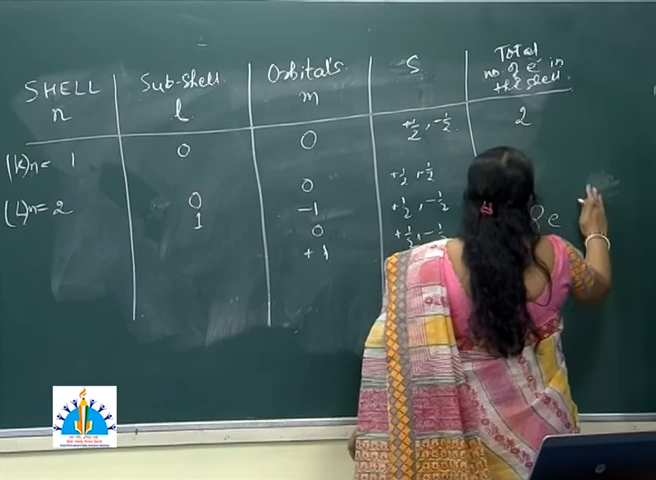 SHELL n | Sub-shell l | Orbitals m | S | Total no. of e⁻ in the shell
(K) n = 1 | 0 | 0 | +½, -½ | 2
+½, -½
(L) n = 2 | 0 | 0
1 | -1 | +½, -½
0 | +½, -½ | e
+1